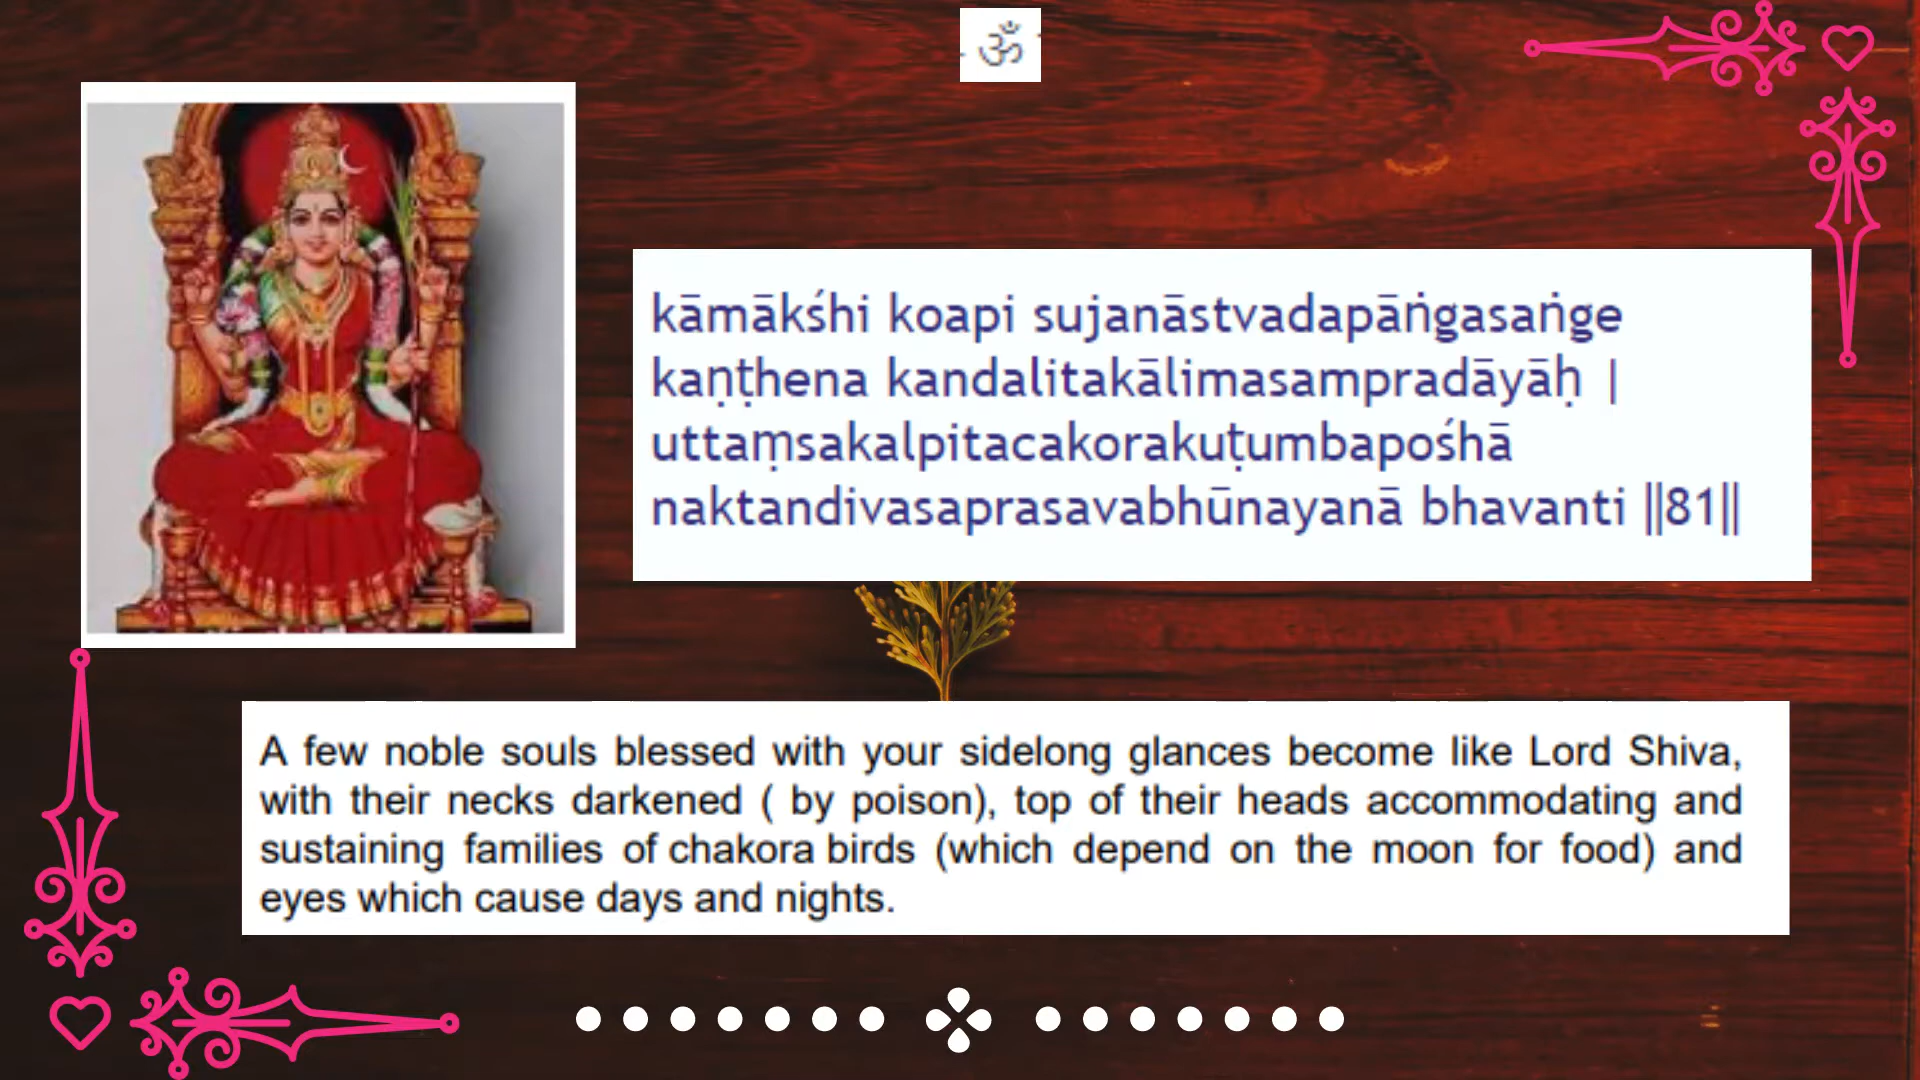 ॐ
kāmākśhi koapi sujanāstvadapāṅgasaṅge
kaṇṭhena kandalitakālimasampradāyāḥ |
uttaṃsakalpitacakorakuṭumbapośhā
naktandivasaprasavabhūnayanā bhavanti ||81||
A few noble souls blessed with your sidelong glances become like Lord Shiva,
with their necks darkened ( by poison), top of their heads accommodating and
sustaining families of chakora birds (which depend on the moon for food) and
eyes which cause days and nights.